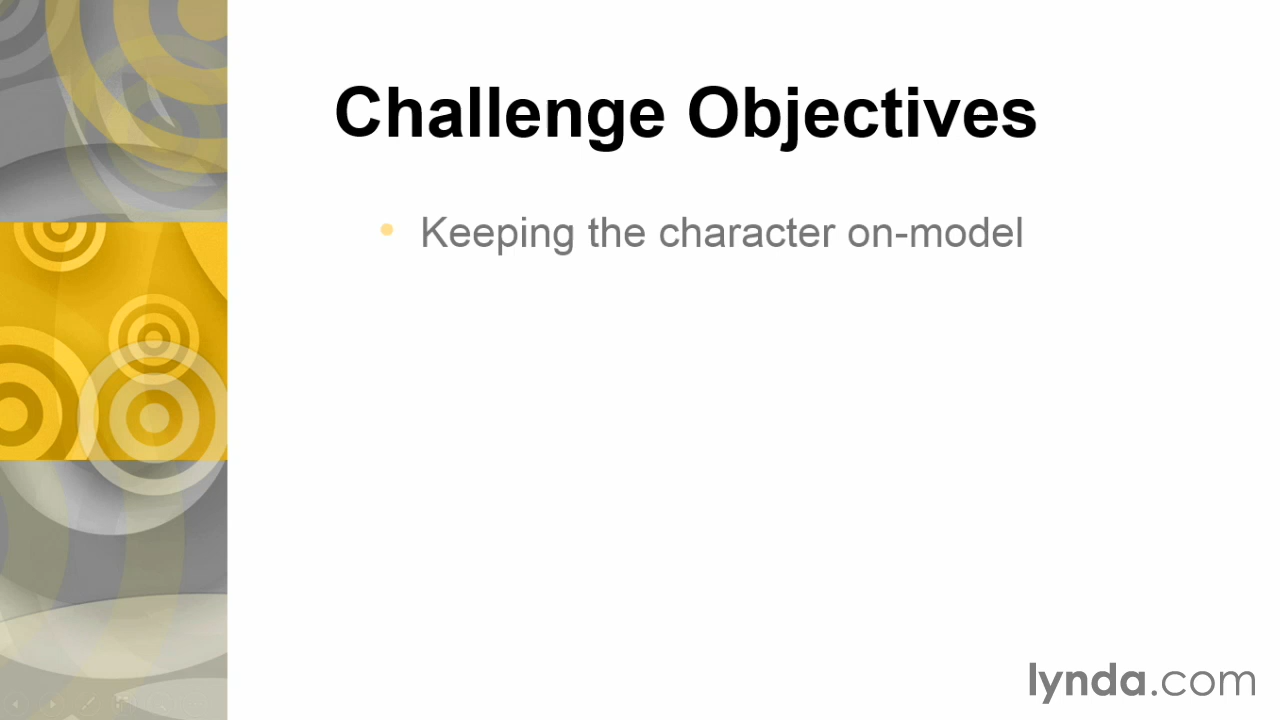 Challenge Objectives
• Keeping the character on-model
lynda.com